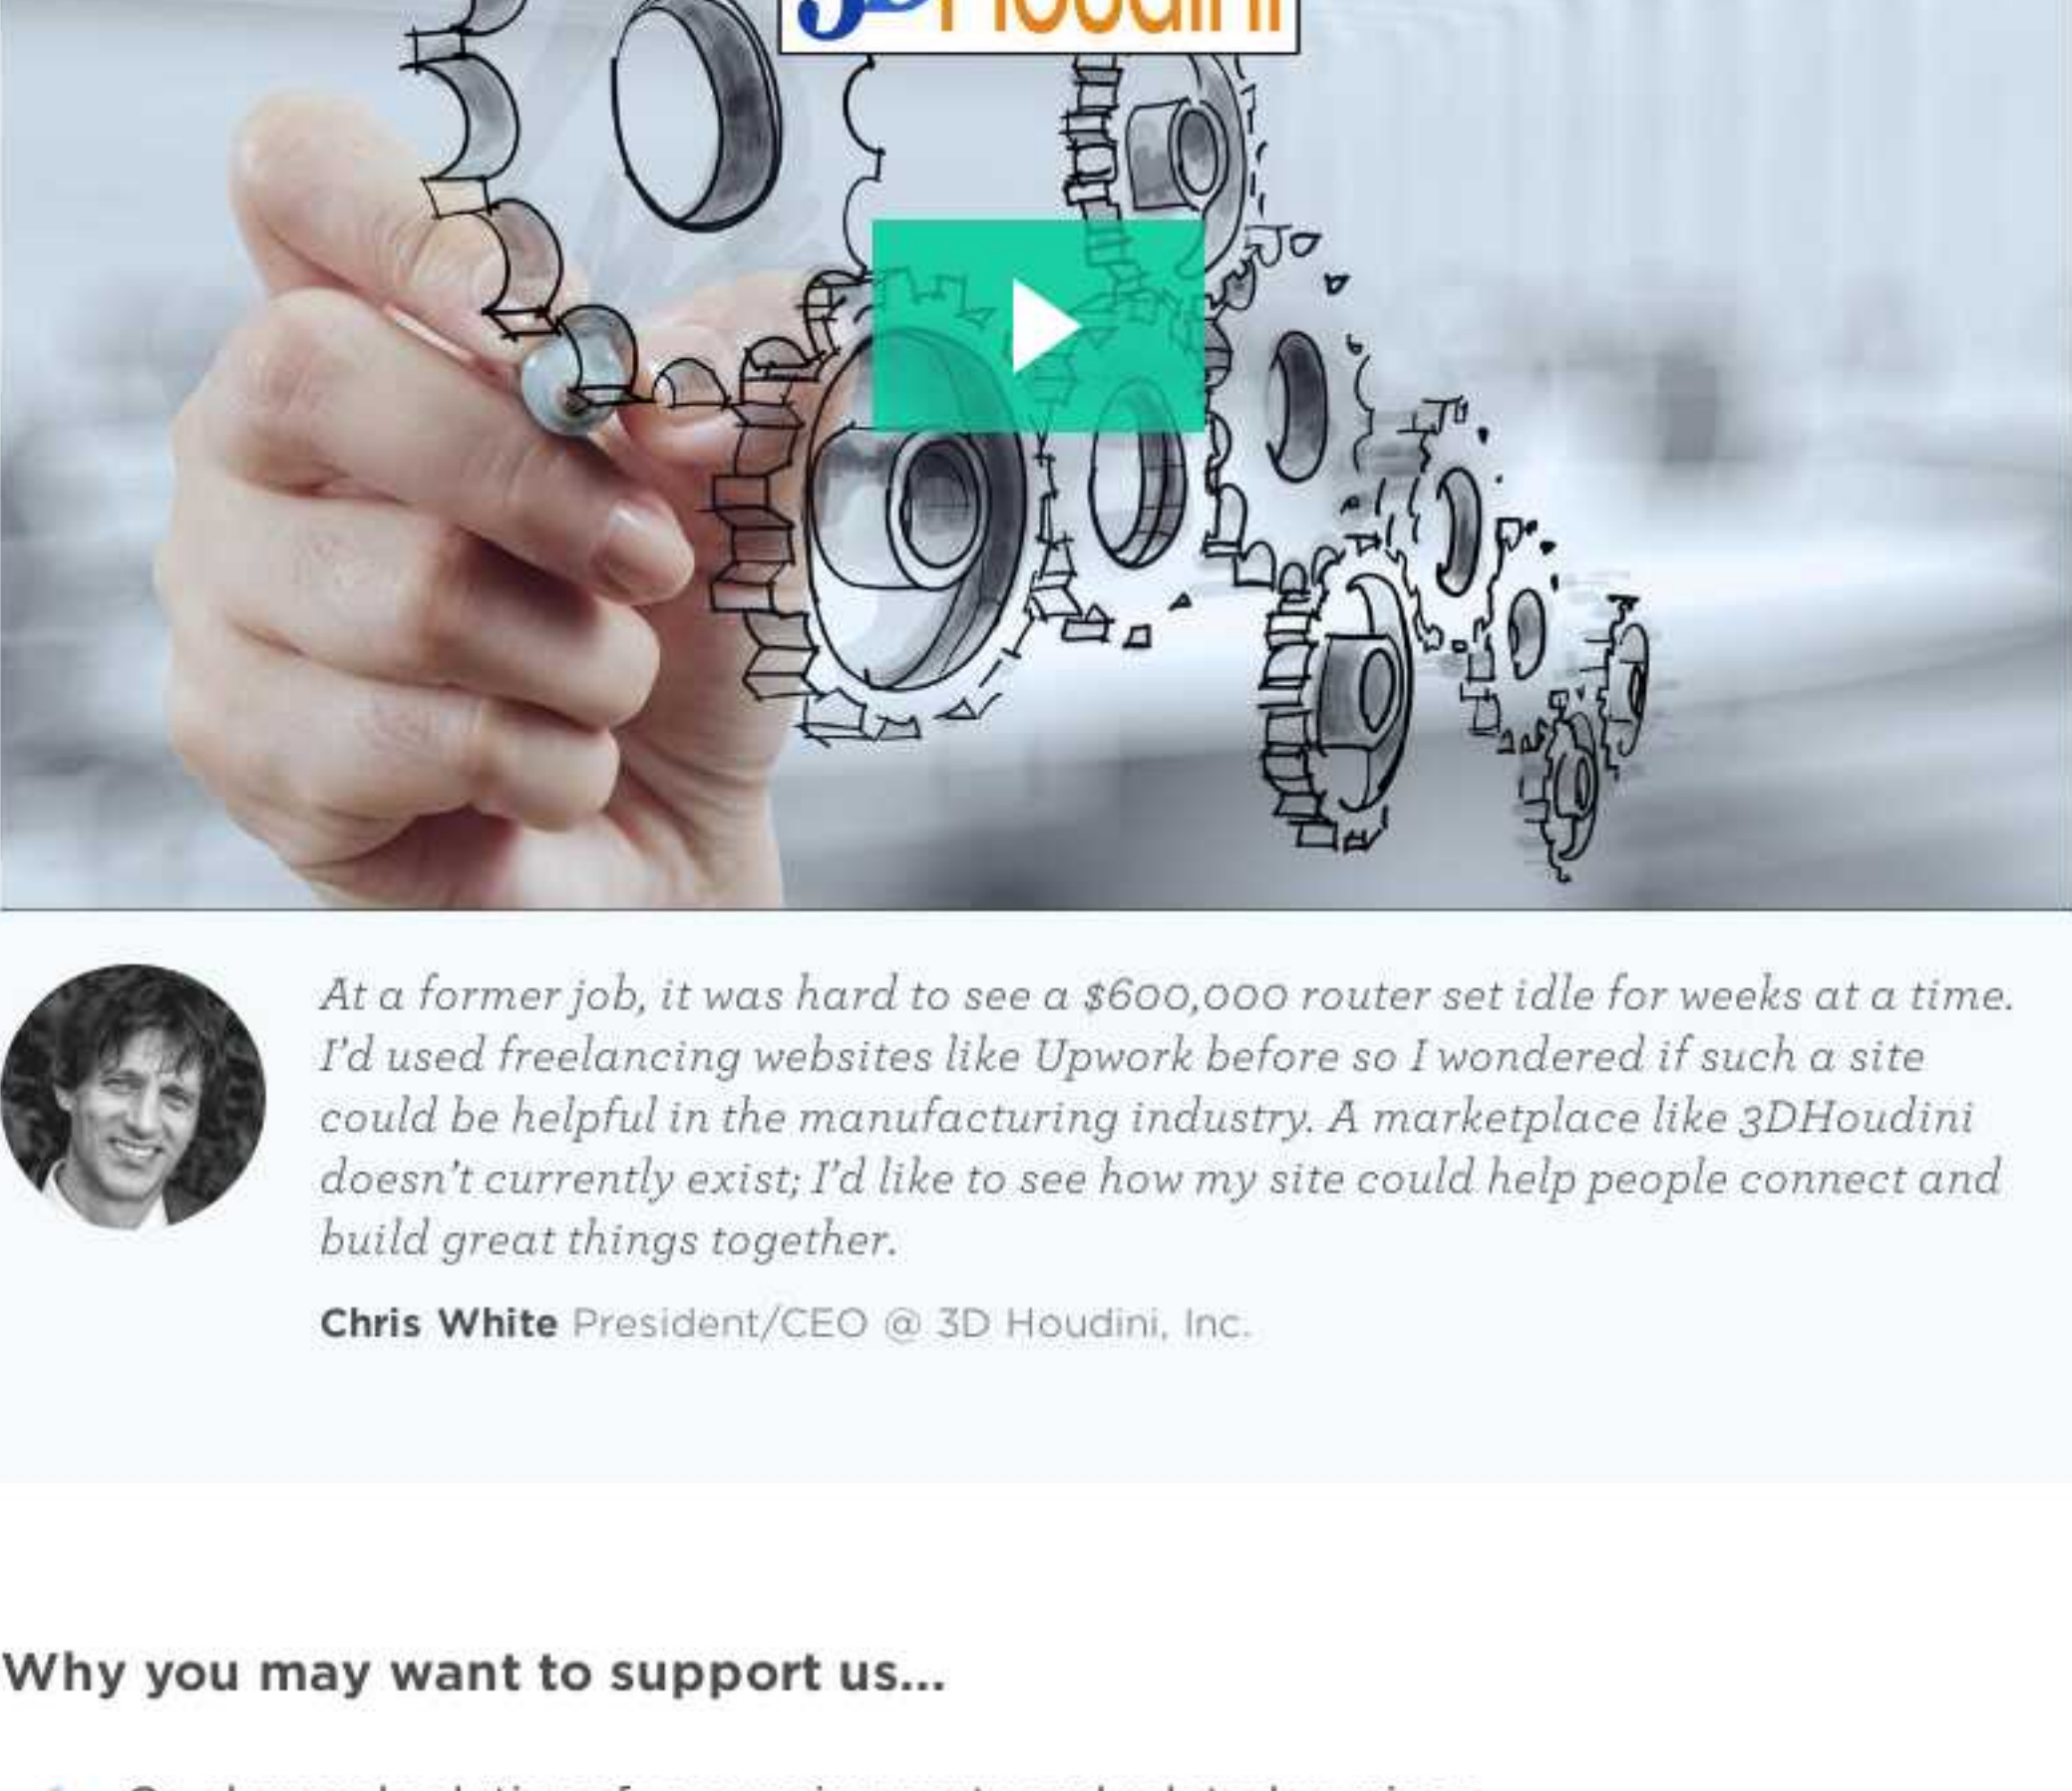 3DHoudini
At a former job, it was hard to see a $600,000 router set idle for weeks at a time.
I'd used freelancing websites like Upwork before so I wondered if such a site
could be helpful in the manufacturing industry. A marketplace like 3DHoudini
doesn't currently exist; I'd like to see how my site could help people connect and
build great things together.
Chris White President/CEO @ 3D Houdini, Inc.
Why you may want to support us...